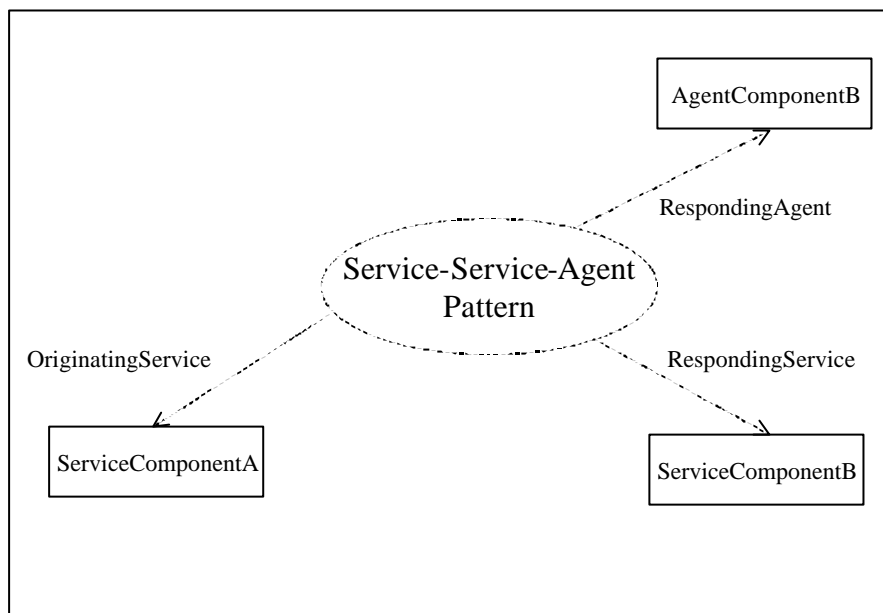 AgentComponentB
RespondingAgent
Service-Service-Agent
Pattern
OriginatingService
RespondingService
ServiceComponentA
ServiceComponentB